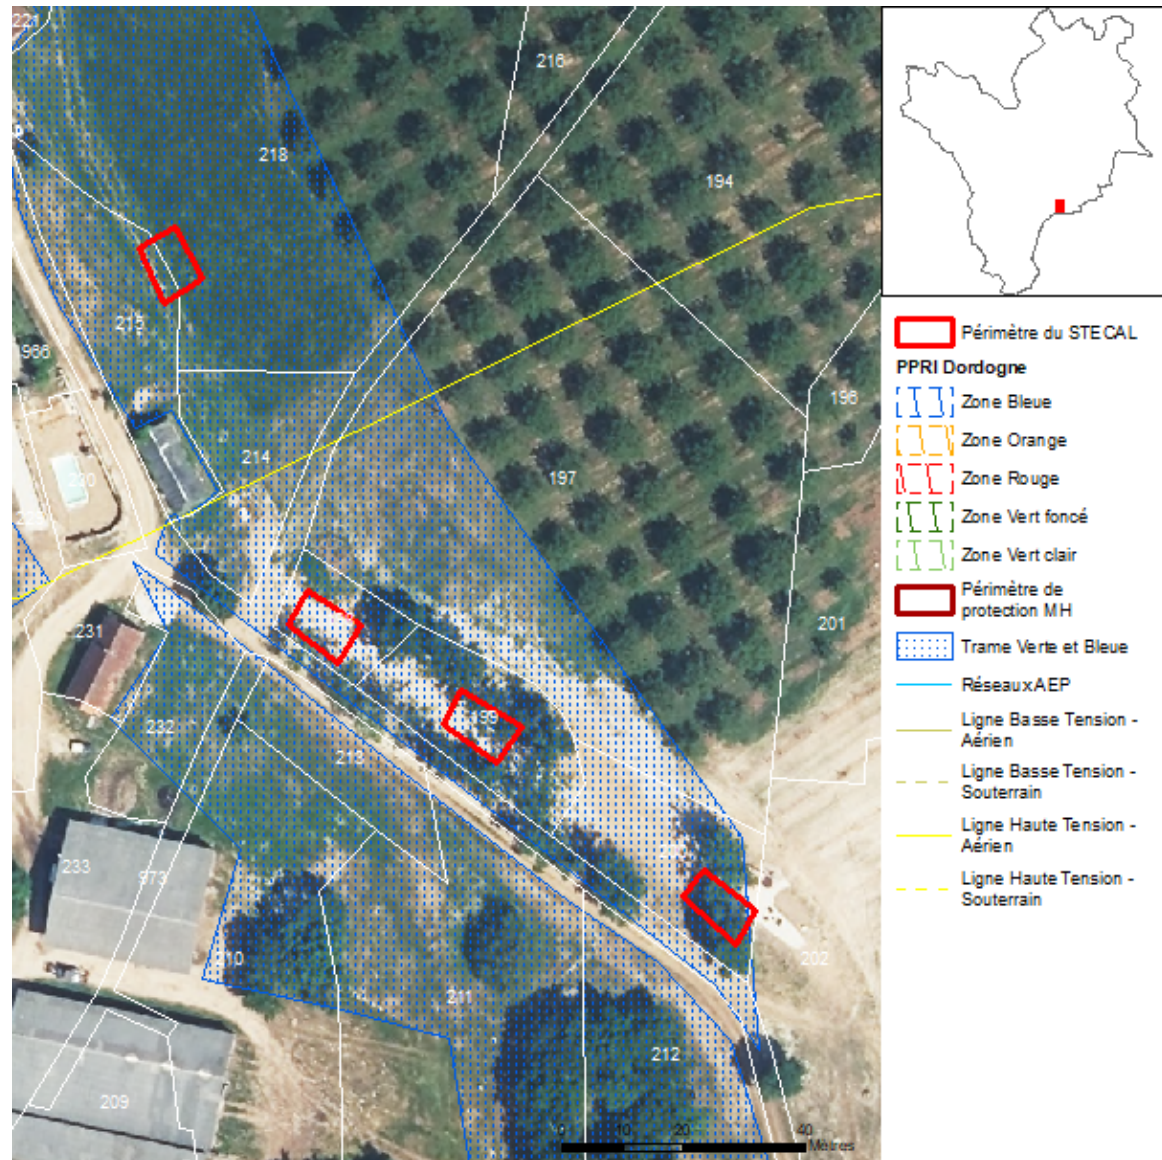 221
216
218
194
215
1966
196
214
220
197
199
201
231
232
213
233
973
202
210
211
212
209
10 20 40
Mètres
Périmètre du STECAL
PPRI Dordogne
Zone Bleue
Zone Orange
Zone Rouge
Zone Vert foncé
Zone Vert clair
Périmètre de
protection MH
Trame Verte et Bleue
Réseaux AEP
Ligne Basse Tension -
Aérien
Ligne Basse Tension -
Souterrain
Ligne Haute Tension -
Aérien
Ligne Haute Tension -
Souterrain